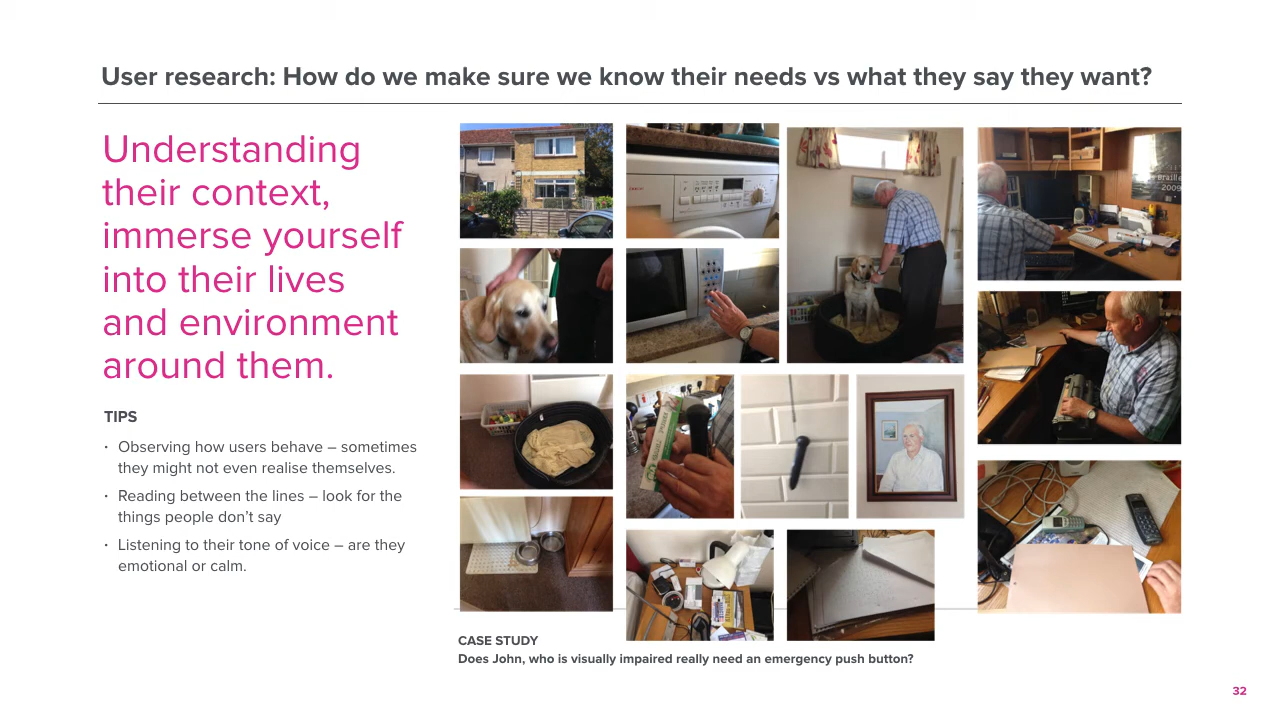 User research: How do we make sure we know their needs vs what they say they want?
Understanding
their context,
immerse yourself
into their lives
and environment
around them.
TIPS
· Observing how users behave – sometimes
they might not even realise themselves.
· Reading between the lines – look for the
things people don’t say
· Listening to their tone of voice – are they
emotional or calm.
Braille
2009
CASE STUDY
Does John, who is visually impaired really need an emergency push button?
32